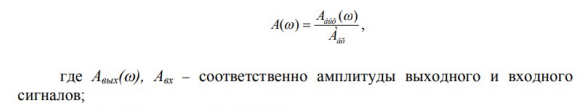 A(ω) = Aâûõ(ω) / Aâõ ,
где Aвых(ω), Aвх – соответственно амплитуды выходного и входного
сигналов;